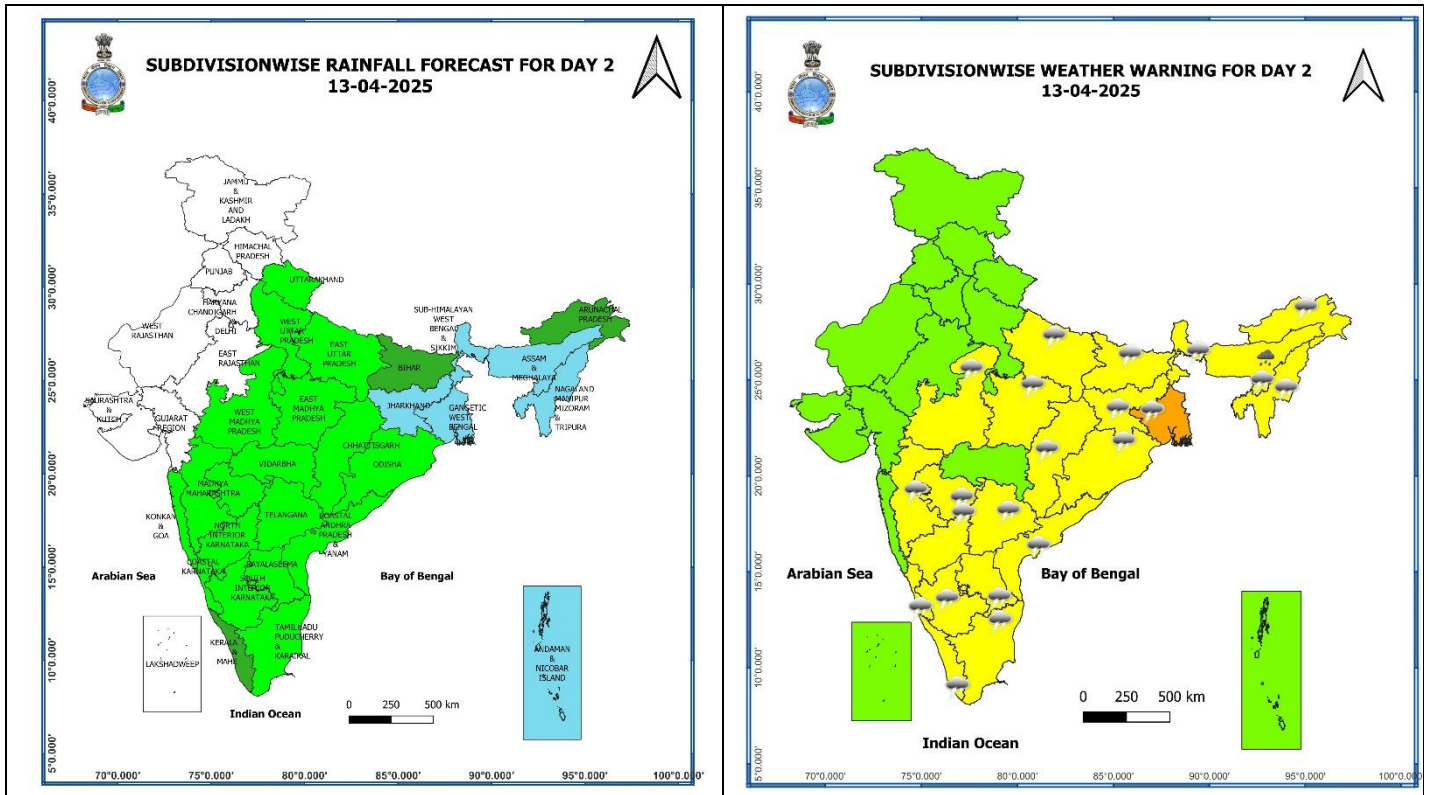 SUBDIVISIONWISE RAINFALL FORECAST FOR DAY 2
13-04-2025
40°0.000'
35°0.000'
30°0.000'
25°0.000'
20°0.000'
15°0.000'
10°0.000'
5°0.000'
JAMMU
&
KASHMIR
AND
LADAKH
HIMACHAL
PRADESH
PUNJAB
UTTARAKHAND
HARYANA
CHANDIGARH
&
DELHI
WEST
RAJASTHAN
WEST
UTTAR
PRADESH
EAST
UTTAR
PRADESH
EAST
RAJASTHAN
SUB-HIMALAYAN
WEST
BENGAL
&
SIKKIM
ARUNACHAL
PRADESH
BIHAR
ASSAM
&
MEGHALAYA
NAGALAND
MANIPUR
MIZORAM
&
TRIPURA
SAURASHTRA
&
KUTCH
GUJARAT
REGION
WEST
MADHYA
PRADESH
EAST
MADHYA
PRADESH
JHARKHAND
GANGETIC
WEST
BENGAL
CHHATTISGARH
ODISHA
VIDARBHA
MADHYA
MAHARASHTRA
KONKAN
&
GOA
NORTH
INTERIOR
KARNATAKA
TELANGANA
COASTAL
ANDHRA
PRADESH
&
YANAM
COASTAL
KARNATAKA
RAYALASEEMA
SOUTH
INTERIOR
KARNATAKA
Arabian Sea
Bay of Bengal
LAKSHADWEEP
KERALA
&
MAHE
TAMILNADU
PUDUCHERRY
&
KARAIKAL
ANDAMAN
&
NICOBAR
ISLAND
Indian Ocean
0 250 500 km
70°0.000' 75°0.000' 80°0.000' 85°0.000' 90°0.000' 95°0.000' 100°0.000'
SUBDIVISIONWISE WEATHER WARNING FOR DAY 2
13-04-2025
40°0.000'
35°0.000'
30°0.000'
25°0.000'
20°0.000'
15°0.000'
10°0.000'
5°0.000'
Arabian Sea
Bay of Bengal
Indian Ocean
0 250 500 km
70°0.000' 75°0.000' 80°0.000' 85°0.000' 90°0.000' 95°0.000' 100°0.000'